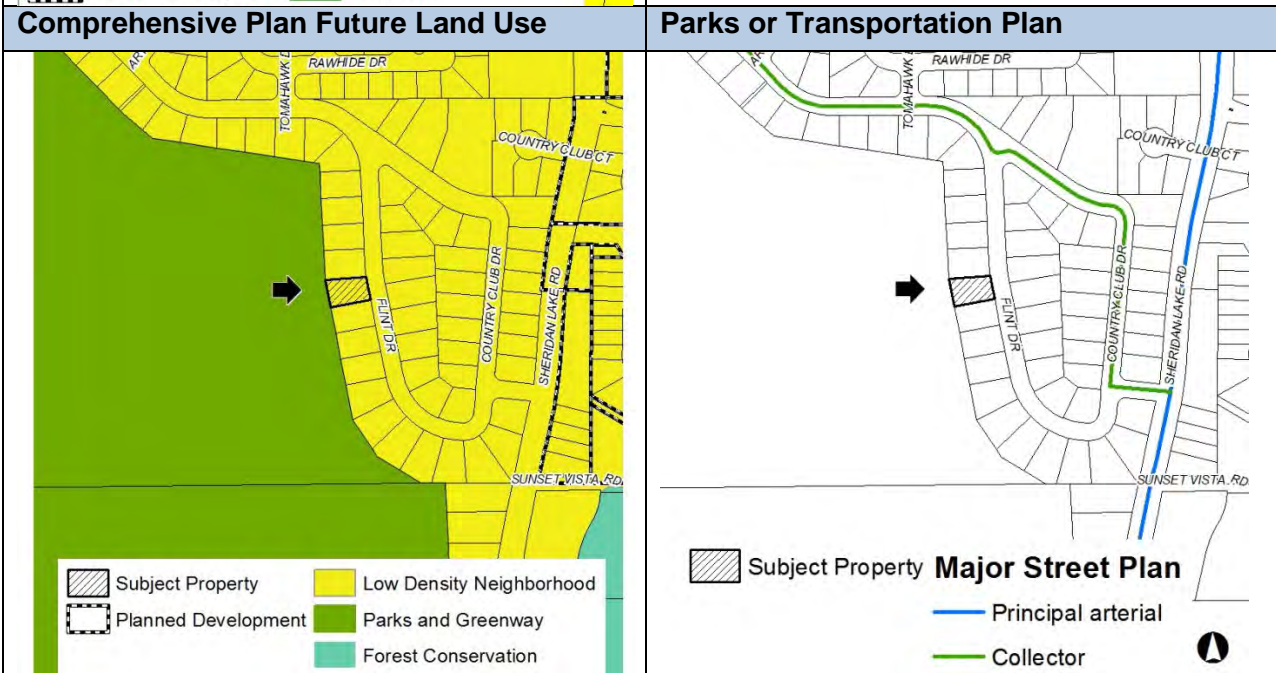 Comprehensive Plan Future Land Use
Parks or Transportation Plan
RAWHIDE DR
TOMAHAWK
COUNTRY CLUB CT
FLINT DR
COUNTRY CLUB DR
SHERIDAN LAKE RD
SUNSET VISTA RD
Subject Property
Low Density Neighborhood
Planned Development
Parks and Greenway
Forest Conservation
RAWHIDE DR
TOMAHAWK
COUNTRY CLUB CT
FLINT DR
COUNTRY CLUB DR
SHERIDAN LAKE RD
SUNSET VISTA RD
Subject Property
Major Street Plan
Principal arterial
Collector